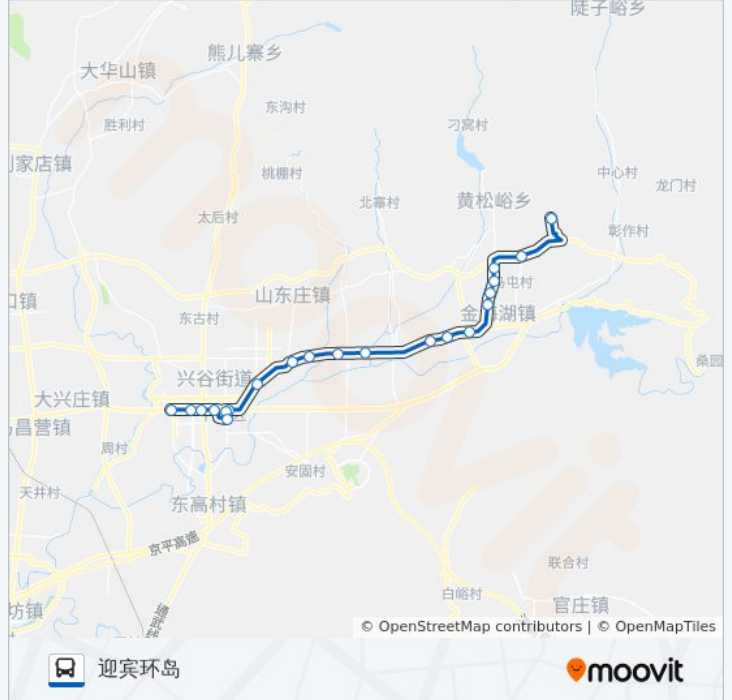 陡子峪乡
熊儿寨乡
大华山镇
东沟村
胜利村
刁窝村
家店镇
桃棚村
中心村
龙门村
黄松峪乡
北寨村
太后村
彰作村
屯村
山东庄镇
口镇
金海湖镇
东古村
桑园
兴谷街道
大兴庄镇
昌营镇
周村
安固村
天井村
东高村镇
京平高速
联合村
白峪村
官庄镇
坊镇
通武线
moovit
© OpenStreetMap contributors | © OpenMapTiles
迎宾环岛
moovit